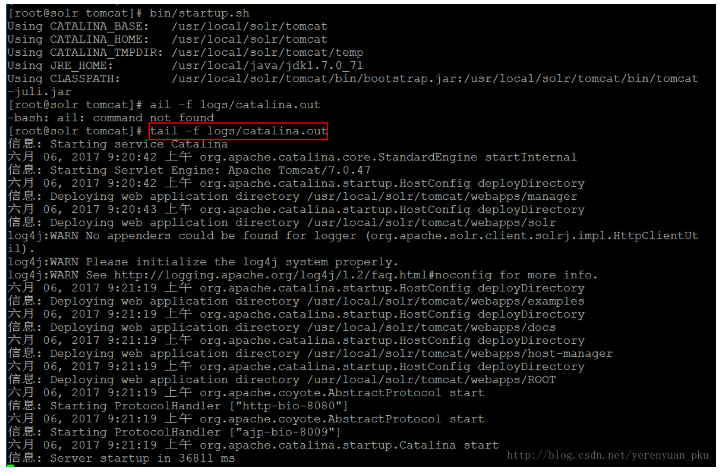 [root@solr tomcat]# bin/startup.sh
Using CATALINA_BASE:   /usr/local/solr/tomcat
Using CATALINA_HOME:   /usr/local/solr/tomcat
Using CATALINA_TMPDIR: /usr/local/solr/tomcat/temp
Using JRE_HOME:        /usr/local/java/jdk1.7.0_71
Using CLASSPATH:       /usr/local/solr/tomcat/bin/bootstrap.jar:/usr/local/solr/tomcat/bin/tomcat
-juli.jar
[root@solr tomcat]# ail -f logs/catalina.out
-bash: ail: command not found
[root@solr tomcat]# tail -f logs/catalina.out
信息: Starting service Catalina
六月 06, 2017 9:20:42 上午 org.apache.catalina.core.StandardEngine startInternal
信息: Starting Servlet Engine: Apache Tomcat/7.0.47
六月 06, 2017 9:20:42 上午 org.apache.catalina.startup.HostConfig deployDirectory
信息: Deploying web application directory /usr/local/solr/tomcat/webapps/manager
六月 06, 2017 9:20:43 上午 org.apache.catalina.startup.HostConfig deployDirectory
信息: Deploying web application directory /usr/local/solr/tomcat/webapps/solr
log4j:WARN No appenders could be found for logger (org.apache.solr.client.solrj.impl.HttpClientUt
il).
log4j:WARN Please initialize the log4j system properly.
log4j:WARN See http://logging.apache.org/log4j/1.2/faq.html#noconfig for more info.
六月 06, 2017 9:21:19 上午 org.apache.catalina.startup.HostConfig deployDirectory
信息: Deploying web application directory /usr/local/solr/tomcat/webapps/examples
六月 06, 2017 9:21:19 上午 org.apache.catalina.startup.HostConfig deployDirectory
信息: Deploying web application directory /usr/local/solr/tomcat/webapps/docs
六月 06, 2017 9:21:19 上午 org.apache.catalina.startup.HostConfig deployDirectory
信息: Deploying web application directory /usr/local/solr/tomcat/webapps/host-manager
六月 06, 2017 9:21:19 上午 org.apache.catalina.startup.HostConfig deployDirectory
信息: Deploying web application directory /usr/local/solr/tomcat/webapps/ROOT
六月 06, 2017 9:21:19 上午 org.apache.coyote.AbstractProtocol start
信息: Starting ProtocolHandler ["http-bio-8080"]
六月 06, 2017 9:21:19 上午 org.apache.coyote.AbstractProtocol start
信息: Starting ProtocolHandler ["ajp-bio-8009"]
六月 06, 2017 9:21:19 上午 org.apache.catalina.startup.Catalina start
信息: Server startup in 36811 ms
http://blog.csdn.net/yerenyuan_pku